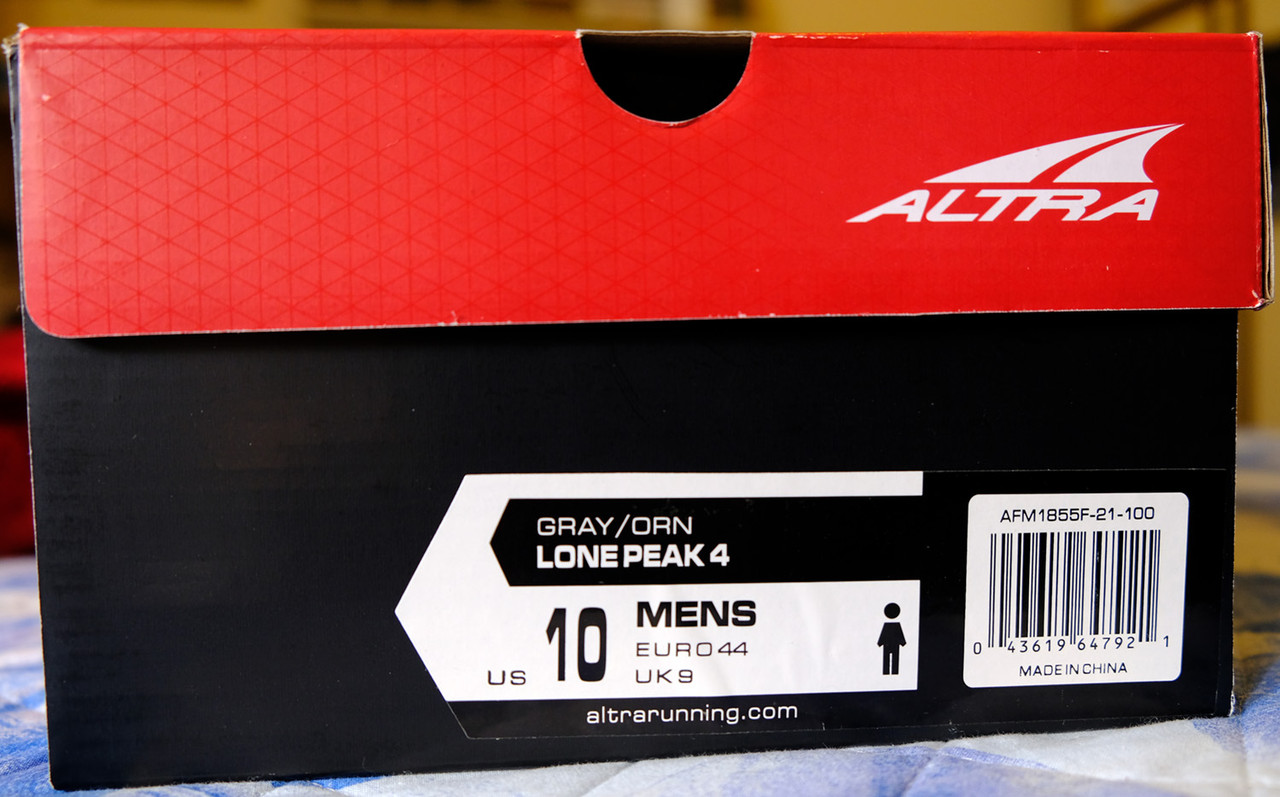 ALTRA
GRAY/ORN
LONE PEAK 4
US 10 MENS
EURO 44
UK 9
altrarunning.com
AFM1855F-21-100
0 43619 64792 1
MADE IN CHINA